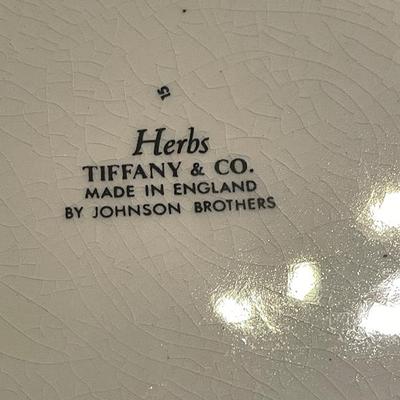 15
Herbs
TIFFANY & CO.
MADE IN ENGLAND
BY JOHNSON BROTHERS